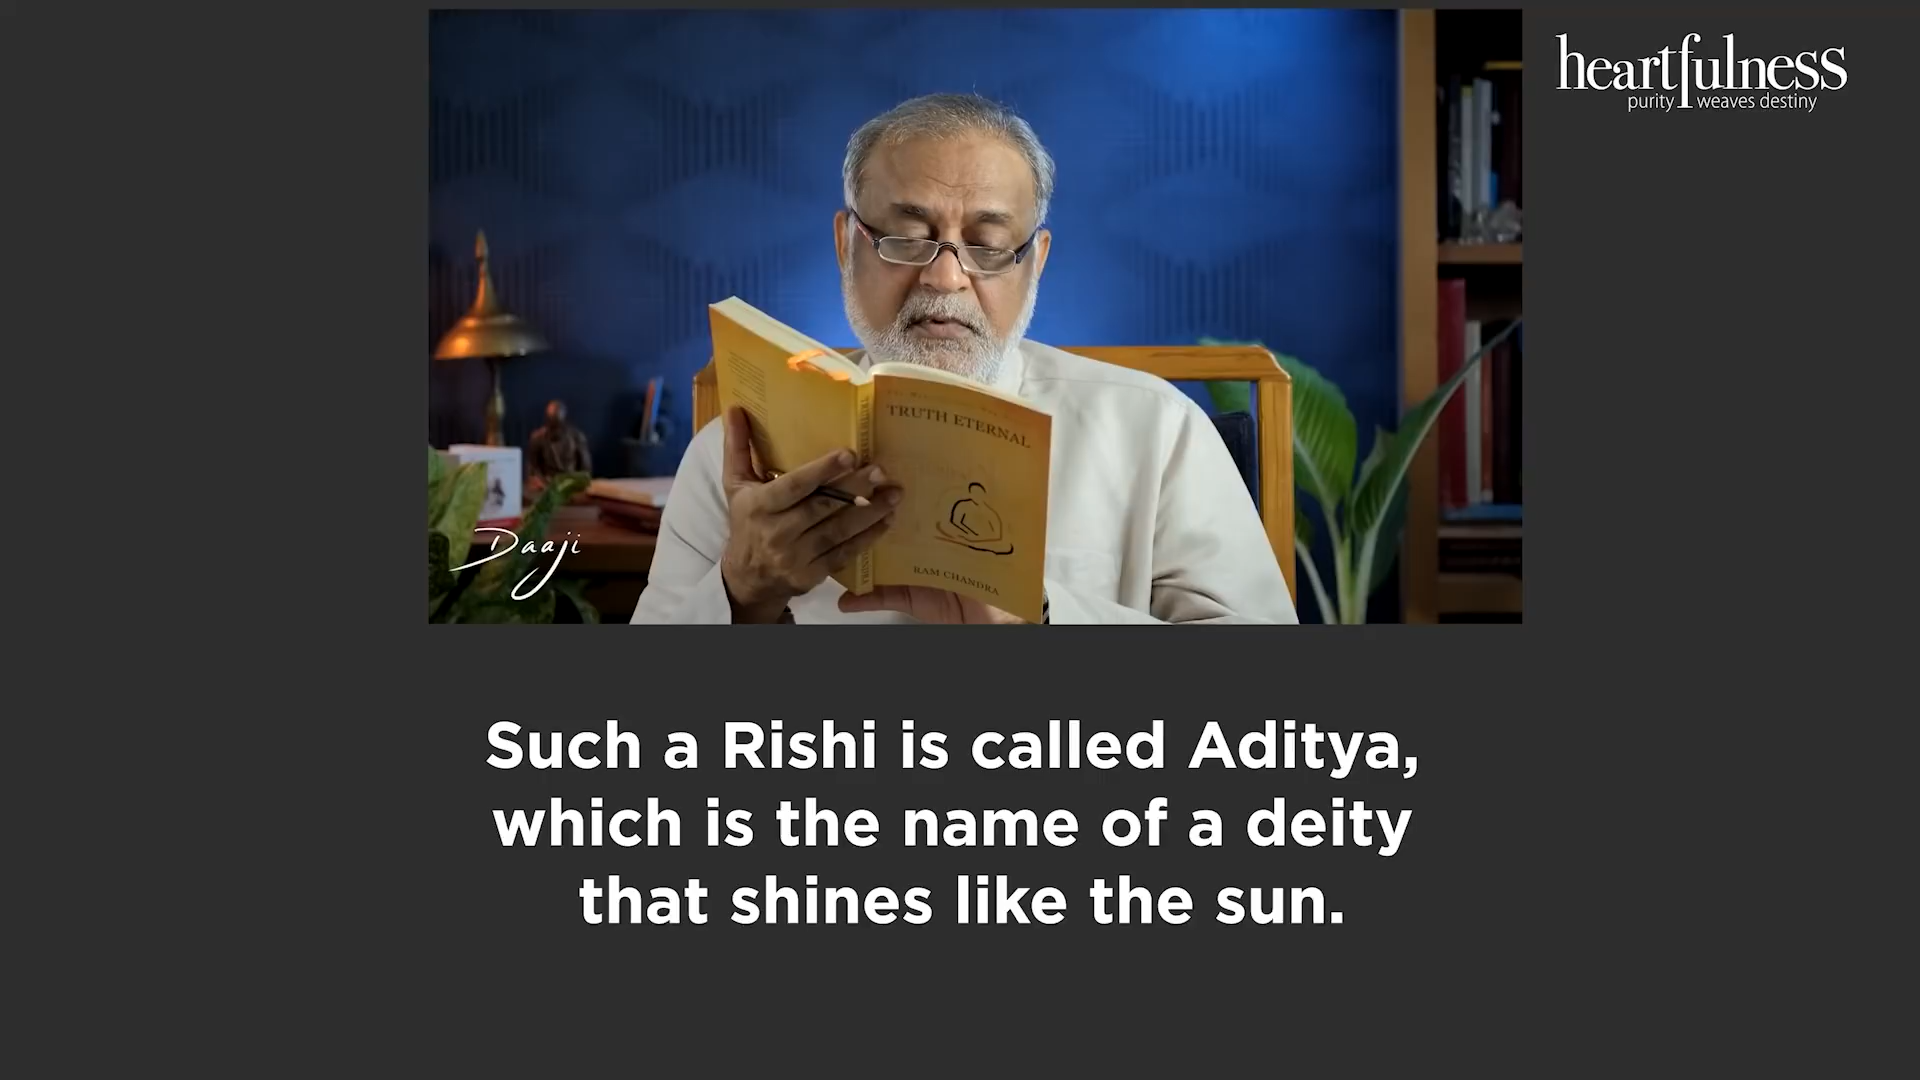 heartfulness
purity weaves destiny
TRUTH ETERNAL
RAM CHANDRA
Daaji
Such a Rishi is called Aditya,
which is the name of a deity
that shines like the sun.